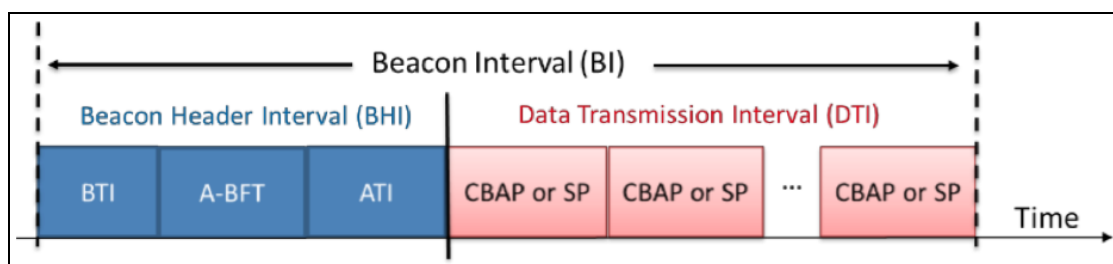 Beacon Interval (BI)
Beacon Header Interval (BHI) Data Transmission Interval (DTI)
BTI A-BFT ATI CBAP or SP CBAP or SP ... CBAP or SP
Time